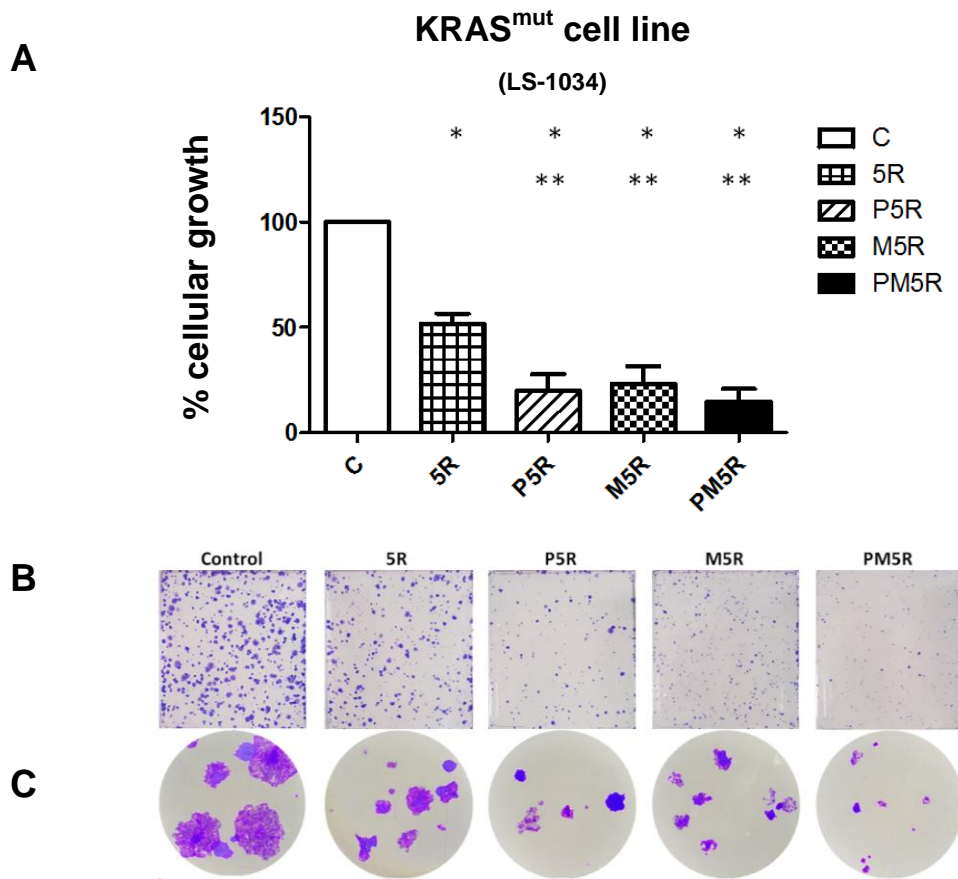 KRASmut cell line
A
(LS-1034)
150
100
50
0
% cellular growth
* * * *
** ** **
C
5R
P5R
M5R
PM5R
C 5R P5R M5R PM5R
B
Control 5R P5R M5R PM5R
C